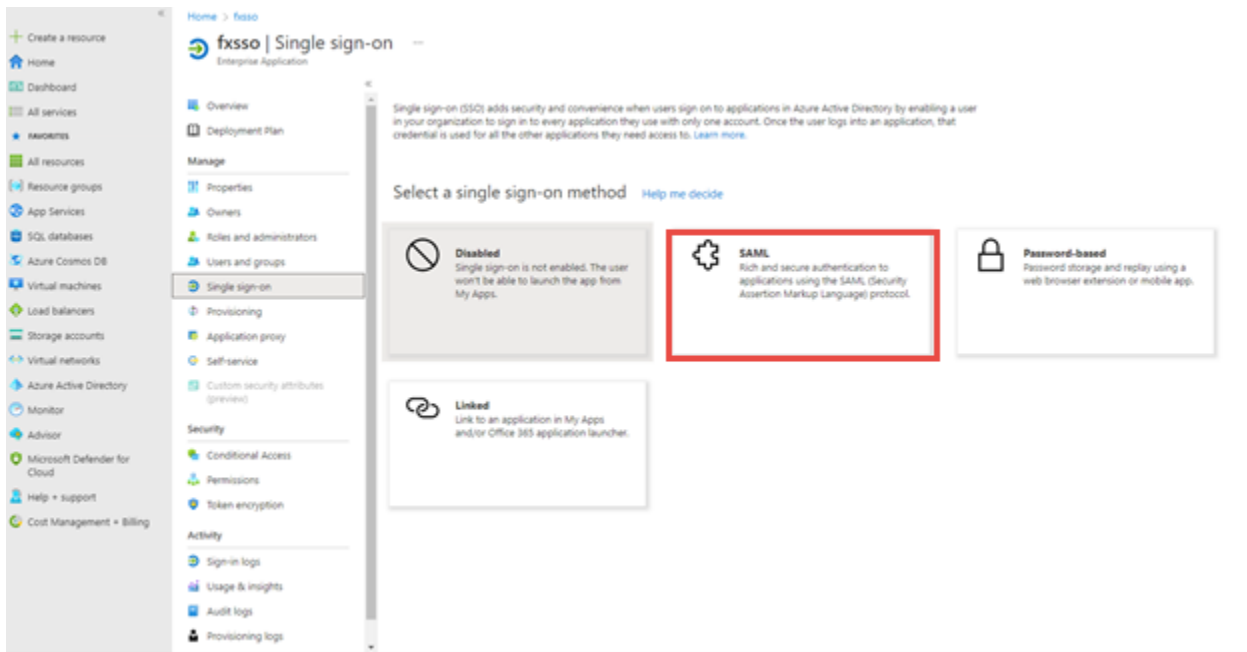 Create a resource
Home
Dashboard
All services
FAVORITES
All resources
Resource groups
App Services
SQL databases
Azure Cosmos DB
Virtual machines
Load balancers
Storage accounts
Virtual networks
Azure Active Directory
Monitor
Advisor
Microsoft Defender for
Cloud
Help + support
Cost Management + Billing
Home > fxsso
fxsso | Single sign-on ...
Enterprise Application
Overview
Deployment Plan
Manage
Properties
Owners
Roles and administrators
Users and groups
Single sign-on
Provisioning
Application proxy
Self-service
Custom security attributes
(preview)
Security
Conditional Access
Permissions
Token encryption
Activity
Sign-in logs
Usage & insights
Audit logs
Provisioning logs
Single sign-on (SSO) adds security and convenience when users sign on to applications in Azure Active Directory by enabling a user
in your organization to sign in to every application they use with only one account. Once the user logs into an application, that
credential is used for all the other applications they need access to. Learn more.
Select a single sign-on method Help me decide
Disabled
Single sign-on is not enabled. The user
won't be able to launch the app from
My Apps.
SAML
Rich and secure authentication to
applications using the SAML (Security
Assertion Markup Language) protocol.
Password-based
Password storage and replay using a
web browser extension or mobile app.
Linked
Link to an application in My Apps
and/or Office 365 application launcher.